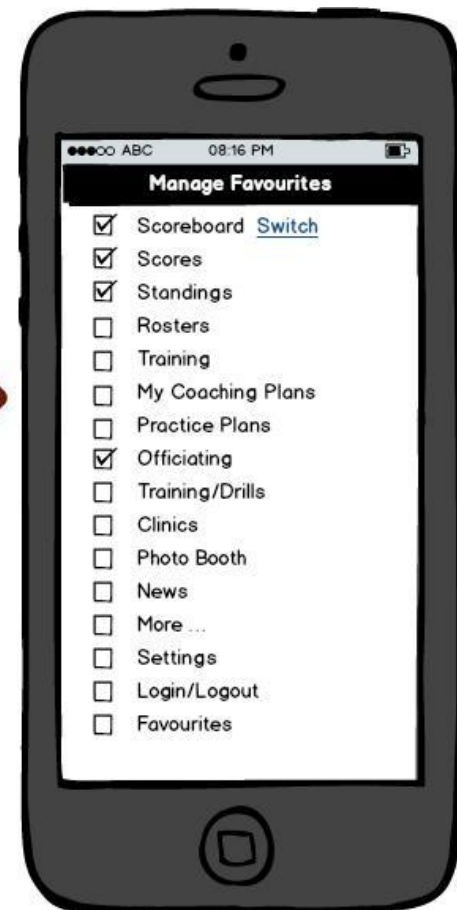 ABC 08:16 PM
Manage Favourites
Scoreboard Switch
Scores
Standings
Rosters
Training
My Coaching Plans
Practice Plans
Officiating
Training/Drills
Clinics
Photo Booth
News
More ...
Settings
Login/Logout
Favourites